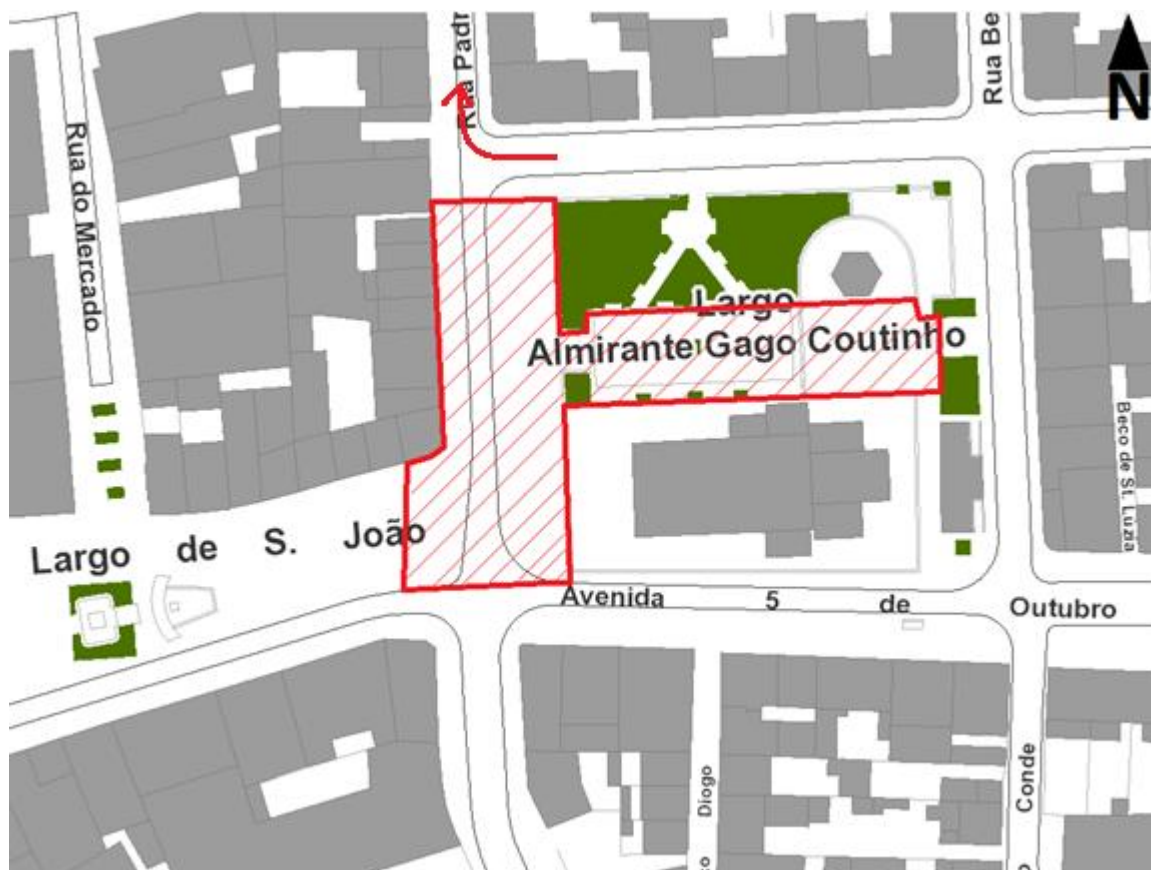 Rua Padr
Rua Be
N
Rua do Mercado
Largo
Almirante Gago Coutinho
Beco de St. Luzia
Largo de S. João
Avenida 5 de Outubro
Diogo
Conde